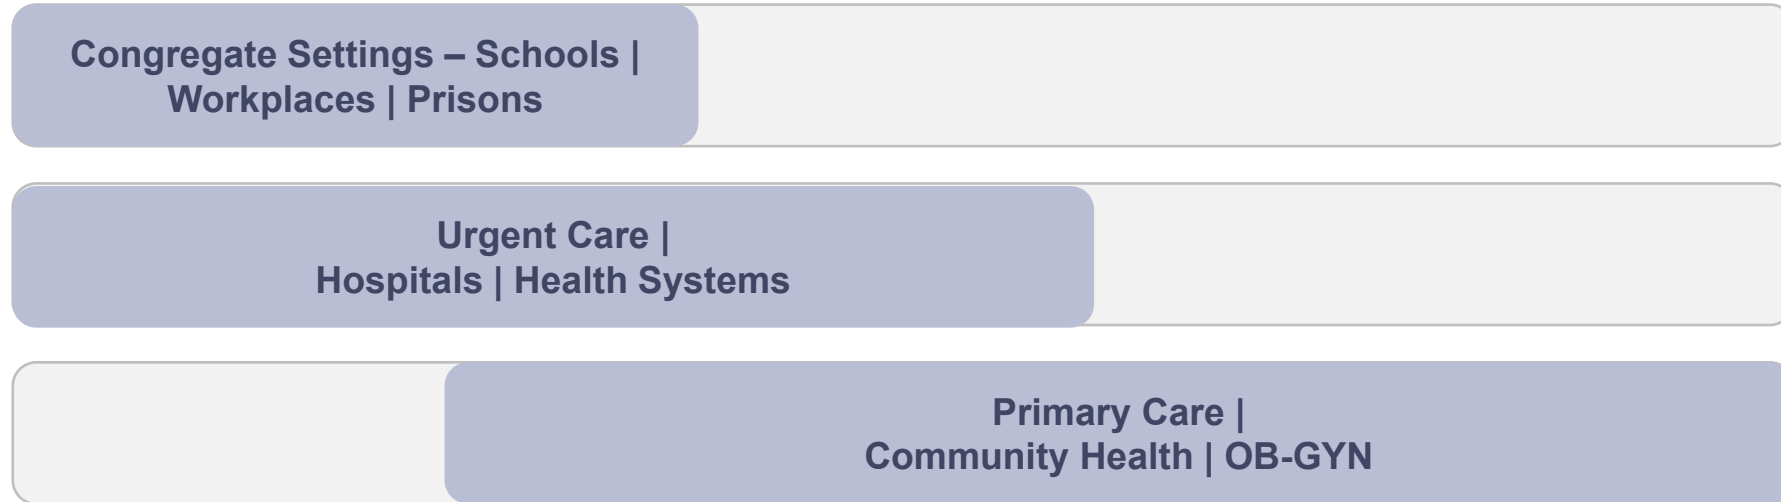 Congregate Settings – Schools |
Workplaces | Prisons
Urgent Care |
Hospitals | Health Systems
Primary Care |
Community Health | OB-GYN